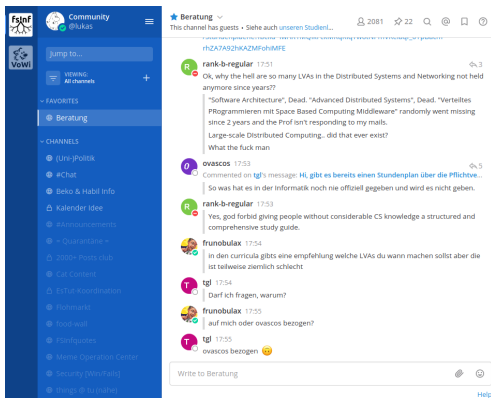 fsinf
VoWi
Community
@lukas
Jump to...
VIEWING:
All channels
FAVORITES
Beratung
CHANNELS
(Ure-)Politik
#Chat
Beko & Habil Info
Kalender Idee
#Announcements
~ Quarantäne ~
2000+ Posts club
Cat Content
ExTut-Koordination
Flohmarkt
food-wall
FSInfquotes
Meme Operation Center
Security [Win/Fails]
things @ tu (nahe)
Beratung
This channel has guests • Siehe auch unseren Studienl...
2081
22
rhZA7A92hKAZMFohiMFE
rank-b-regular 17:51
3
Ok, why the hell are so many LVAs in the Distributed Systems and Networking not held
anymore since years??
"Software Architecture", Dead. "Advanced Distributed Systems", Dead. "Verteiltes
PRogrammieren mit Space Based Computing Middleware" randomly went missing
since 2 years and the Prof isn't responding to my mails.
Large-scale DIstributed Computing.. did that ever exist?
What the fuck man
ovascos 17:53
5
Commented on tgl's message: Hi, gibt es bereits einen Stundenplan über die Pflichtve...
So was hat es in der Informatik noch nie offiziell gegeben und wird es nicht geben.
rank-b-regular 17:53
Yes, god forbid giving people without considerable CS knowledge a structured and
comprehensive study guide.
frunobulax 17:54
in den curricula gibts eine empfehlung welche LVAs du wann machen sollst aber die
ist teilweise ziemlich schlecht
tgl 17:54
Darf ich fragen, warum?
frunobulax 17:55
auf mich oder ovascos bezogen?
tgl 17:55
ovascos bezogen
Write to Beratung
Help